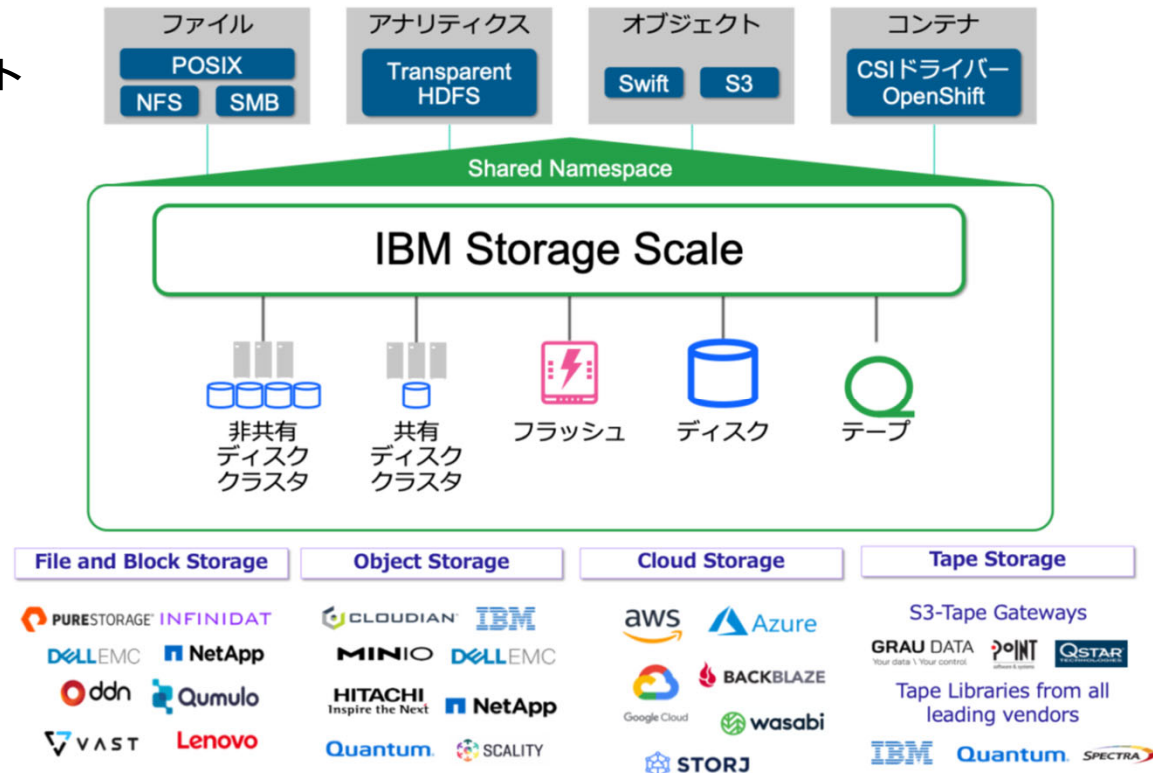 ト
ファイル
POSIX
NFS
SMB
アナリティクス
Transparent
HDFS
オブジェクト
Swift
S3
コンテナ
CSIドライバー
OpenShift
Shared Namespace
IBM Storage Scale
非共有
ディスク
クラスタ
共有
ディスク
クラスタ
フラッシュ
ディスク
テープ
File and Block Storage
PURESTORAGE
INFINIDAT
DELLEMC
NetApp
ddn
Qumulo
VAST
Lenovo
Object Storage
CLOUDIAN
IBM
MINIO
DELLEMC
HITACHI
Inspire the Next
NetApp
Quantum
SCALITY
Cloud Storage
aws
Azure
Google Cloud
BACKBLAZE
wasabi
STORJ
Tape Storage
S3-Tape Gateways
GRAU DATA
Your data \ Your control.
POINT
software & systems
QSTAR
TECHNOLOGIES
Tape Libraries from all
leading vendors
IBM
Quantum
SPECTRA